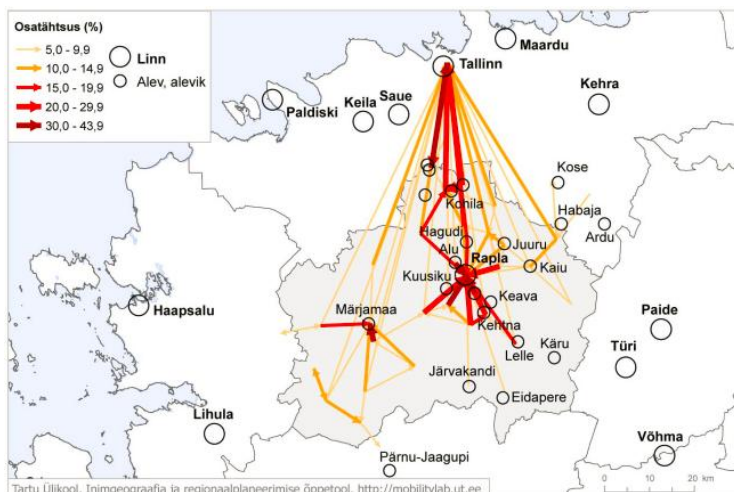 Osatähtsus (%)
5,0 - 9,9
10,0 - 14,9
15,0 - 19,9
20,0 - 29,9
30,0 - 43,9
Linn
Alev, alevik
Maardu
Tallinn
Kehra
Saue
Keila
Paldiski
Kose
Kohila
Habaja
Ardu
Hagudi
Juuru
Alu
Rapla
Kaiu
Kuusiku
Keava
Haapsalu
Märjamaa
Kehtna
Paide
Lelle
Käru
Türi
Järvakandi
Eidapere
Lihula
Pärnu-Jaagupi
Võhma
0 10 20 km
Tartu Ülikool, Inimgeograafia ja regionaalplaneerimise õppetool, http://mobilitylab.ut.ee